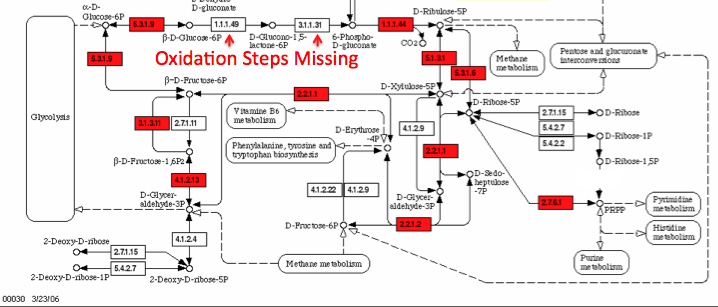 D-gluconate
α-D-
Glucose-6P
5.3.1.9
1.1.1.49
3.1.1.31
1.1.1.44
D-Ribulose-5P
β-D-Glucose-6P
D-Glucono-1,5-
lactone-6P
6-Phospho-
D-gluconate
CO2
Oxidation Steps Missing
5.3.1.9
5.1.3.1
5.3.1.6
Methane
metabolism
Pentose and glucuronate
interconversions
β-D-Fructose-6P
2.2.1.1
D-Xylulose-5P
D-Ribose-5P
Glycolysis
Vitamin B6
metabolism
3.1.3.11
2.7.1.11
D-Erythrose
-4P
4.1.2.9
2.7.1.15
D-Ribose
5.4.2.7
D-Ribose-1P
5.4.2.2
Phenylalanine, tyrosine and
tryptophan biosynthesis
2.2.1.1
D-Ribose-1,5P
β-D-Fructose-1,6P2
4.1.2.13
D-Sedo-
heptulose
-7P
4.1.2.22
4.1.2.9
D-Glycer-
aldehyde-3P
D-Glycer-
aldehyde-3P
2.7.6.1
PRPP
Pyrimidine
metabolism
D-Fructose-6P
2.2.1.2
Histidine
metabolism
2-Deoxy-D-ribose
4.1.2.4
2.7.1.15
Methane metabolism
Purine
metabolism
5.4.2.7
2-Deoxy-D-ribose-1P
2-Deoxy-D-ribose-5P
00030 3/23/06